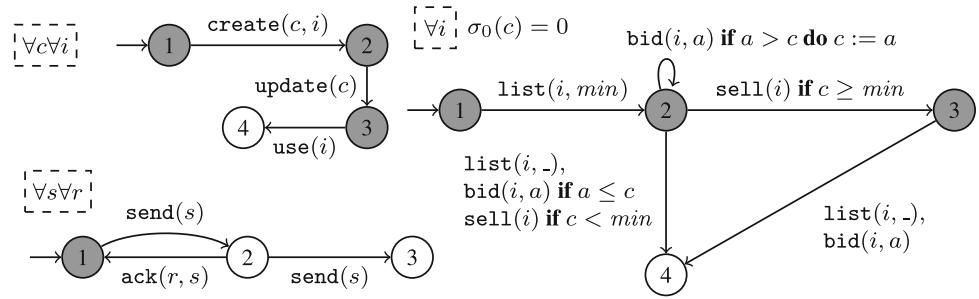 ∀c∀i
1
create(c, i)
2
update(c)
4
use(i)
3
∀i σ₀(c) = 0
bid(i, a) if a > c do c := a
1
list(i, min)
2
sell(i) if c ≥ min
3
list(i, _),
bid(i, a) if a ≤ c
sell(i) if c < min
list(i, _),
bid(i, a)
4
∀s∀r
send(s)
1
ack(r, s)
2
send(s)
3